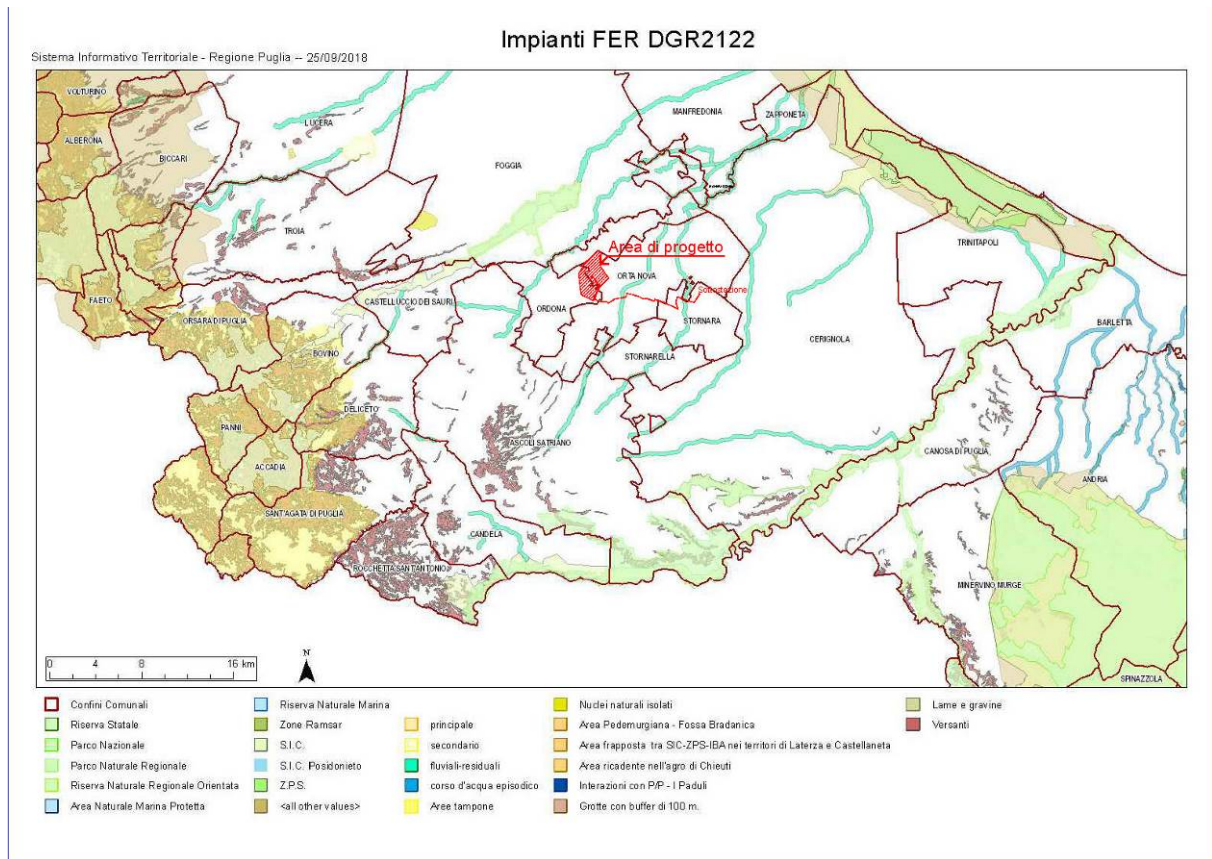 Impianti FER DGR2122
Sistema Informativo Territoriale - Regione Puglia -- 25/09/2018
VOLTURINO
ALBERONA
BICCARI
LUCERA
FOGGIA
MANFREDONIA
ZAPPONETA
TROIA
Area di progetto
ORTA NOVA
TRINITAPOLI
FAETO
ORSARA DI PUGLIA
CASTELLUCCIO DEI SAURI
ORDONA
Sottostazione
STORNARA
BARLETTA
BOVINO
STORNARELLA
CERIGNOLA
DELICETO
PANNI
ASCOLI SATRIANO
CANOSA DI PUGLIA
ACCADIA
ANDRIA
SANT'AGATA DI PUGLIA
CANDELA
ROCCHETTA SANT'ANTONIO
MINERVINO MURGE
SPINAZZOLA
0 4 8 16 km
N
Confini Comunali
Riserva Statale
Parco Nazionale
Parco Naturale Regionale
Riserva Naturale Regionale Orientata
Area Naturale Marina Protetta
Riserva Naturale Marina
Zone Ramsar
S.I.C.
S.I.C. Posidonieto
Z.P.S.
<all other values>
principale
secondario
fluviali-residuali
corso d'acqua episodico
Aree tampone
Nuclei naturali isolati
Area Pedemurgiana - Fossa Bradanica
Area frapposta tra SIC-ZPS-IBA nei territori di Laterza e Castellaneta
Area ricadente nell'agro di Chieuti
Interazioni con P/P - I Paduli
Grotte con buffer di 100 m.
Lame e gravine
Versanti